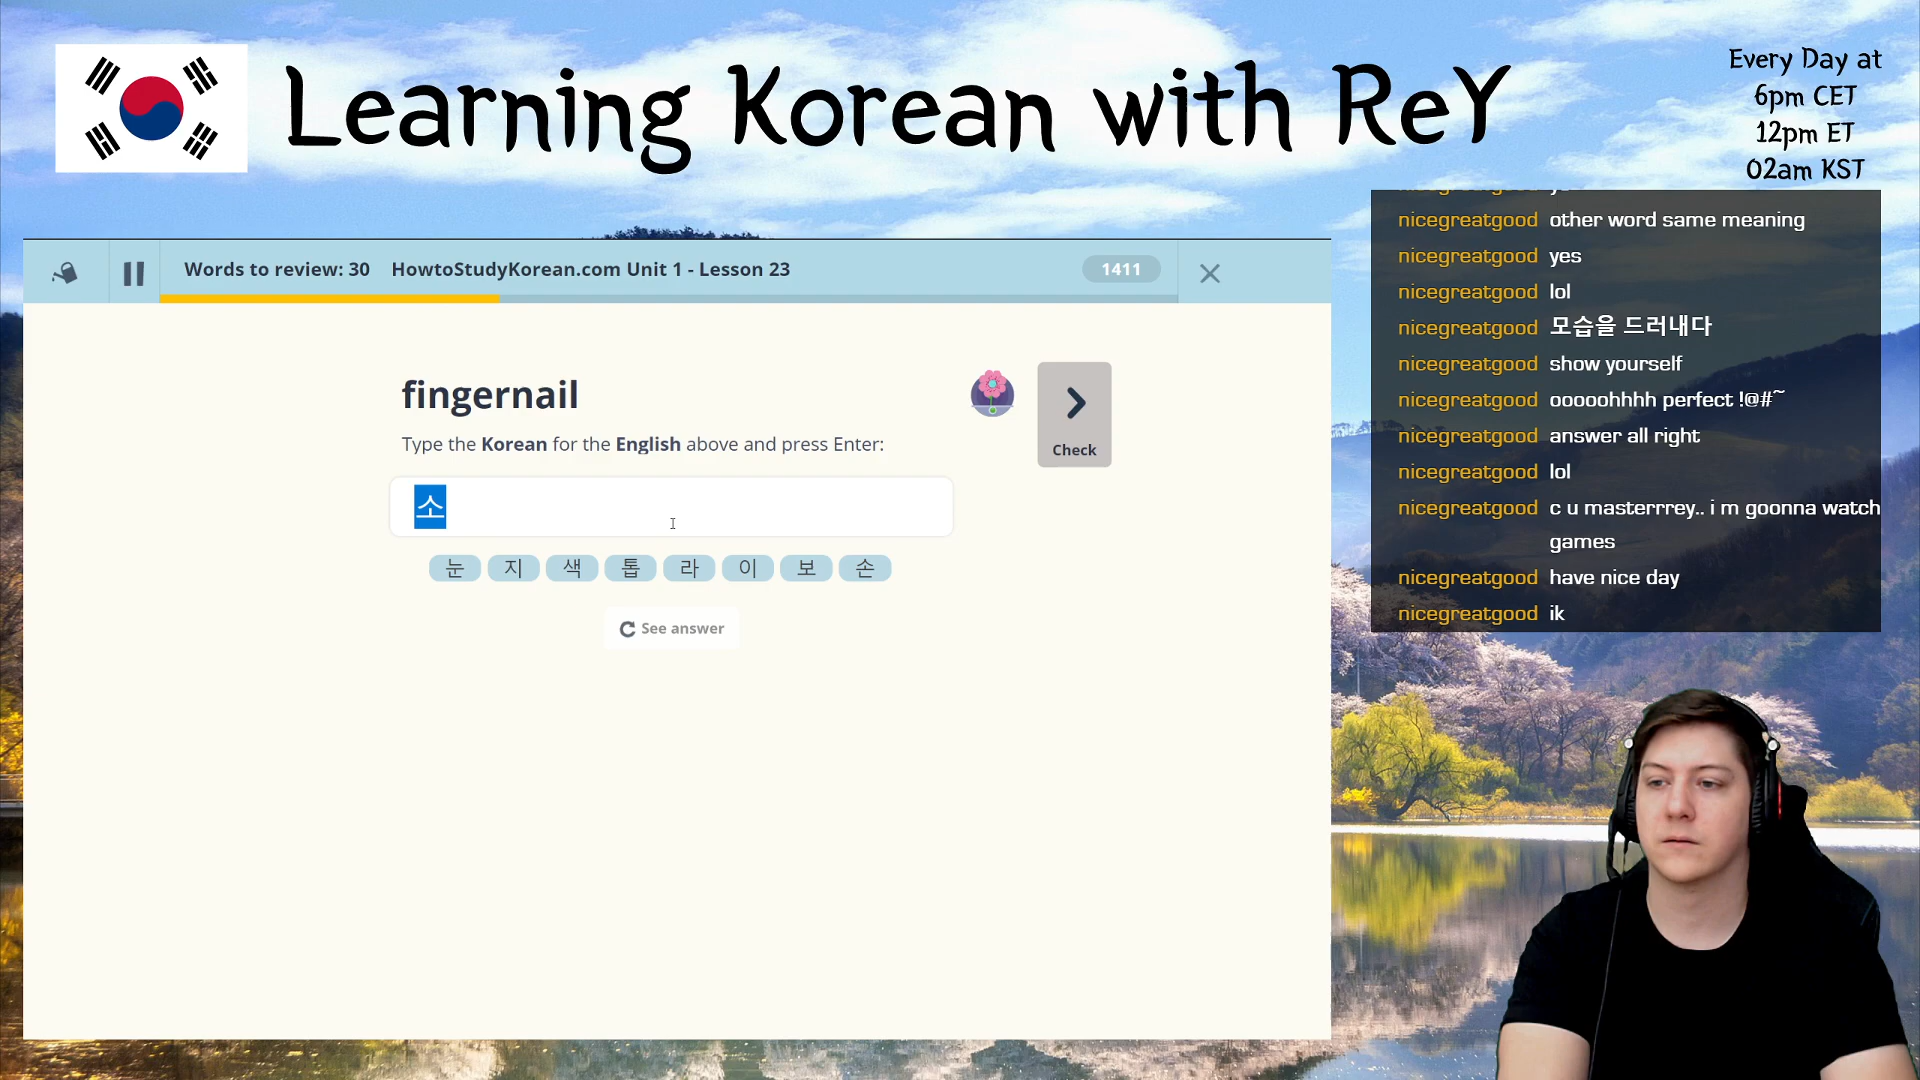 Learning Korean with ReY
Every Day at
6pm CET
12pm ET
02am KST
nicegreatgood other word same meaning
nicegreatgood yes
nicegreatgood lol
nicegreatgood 모습을 드러내다
nicegreatgood show yourself
nicegreatgood ooooohhhh perfect !@#~
nicegreatgood answer all right
nicegreatgood lol
nicegreatgood c u masterrrey.. i m goonna watch
games
nicegreatgood have nice day
nicegreatgood ik
Words to review: 30 HowtoStudyKorean.com Unit 1 - Lesson 23 1411
fingernail
Type the Korean for the English above and press Enter:
Check
소
눈 지 색 톱 라 이 보 손
See answer